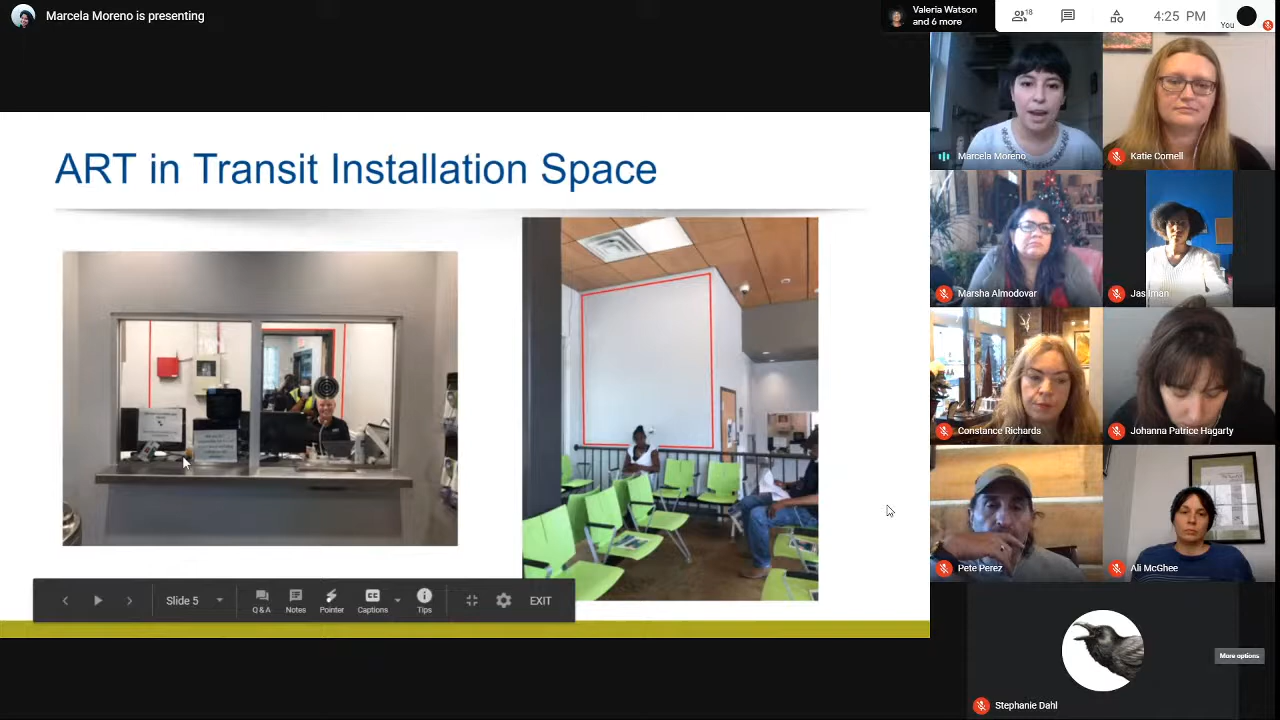 Marcela Moreno is presenting
Valeria Watson
and 6 more
18
4:25 PM
You
ART in Transit Installation Space
Marcela Moreno
Katie Cornell
Marsha Almodovar
Jas Iman
Constance Richards
Johanna Patrice Hagarty
Pete Perez
Ali McGhee
Slide 5
Q & A
Notes
Pointer
Captions
Tips
EXIT
More options
Stephanie Dahl